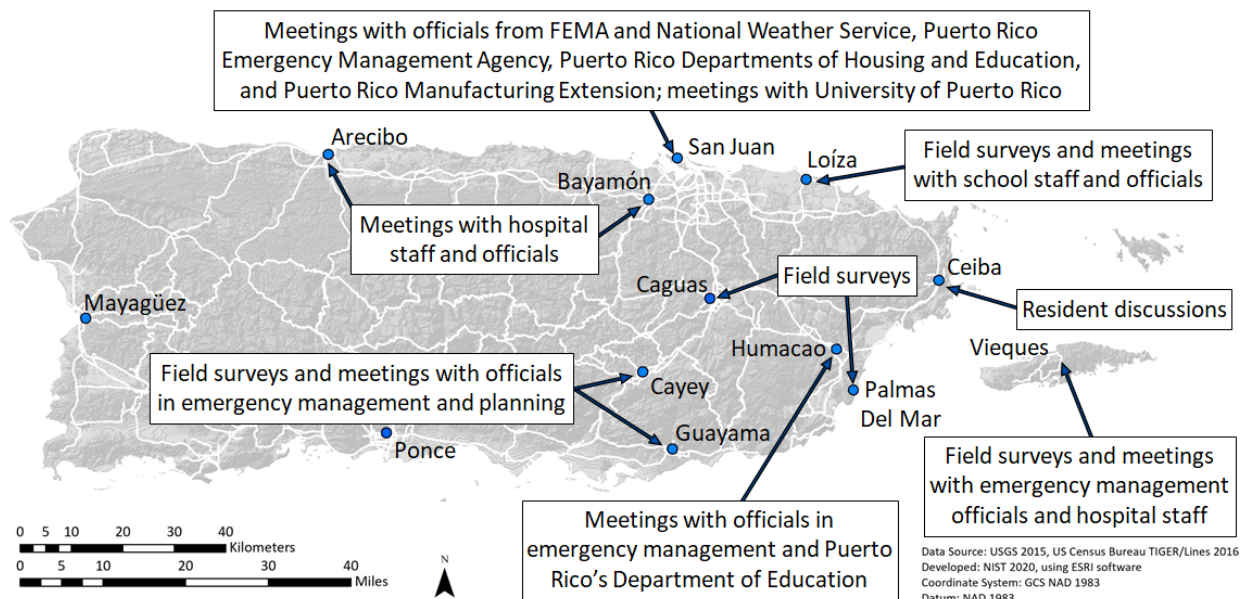 Meetings with officials from FEMA and National Weather Service, Puerto Rico
Emergency Management Agency, Puerto Rico Departments of Housing and Education,
and Puerto Rico Manufacturing Extension; meetings with University of Puerto Rico
Arecibo
San Juan
Loíza
Field surveys and meetings
with school staff and officials
Bayamón
Meetings with hospital
staff and officials
Field surveys
Ceiba
Caguas
Mayagüez
Resident discussions
Humacao
Vieques
Field surveys and meetings with officials
in emergency management and planning
Cayey
Palmas
Del Mar
Guayama
Ponce
Field surveys and meetings
with emergency management
officials and hospital staff
Meetings with officials in
emergency management and Puerto
Rico's Department of Education
0 5 10 20 30 40
Kilometers
0 5 10 20 30 40
Miles
N
Data Source: USGS 2015, US Census Bureau TIGER/Lines 2016
Developed: NIST 2020, using ESRI software
Coordinate System: GCS NAD 1983
Datum: NAD 1983